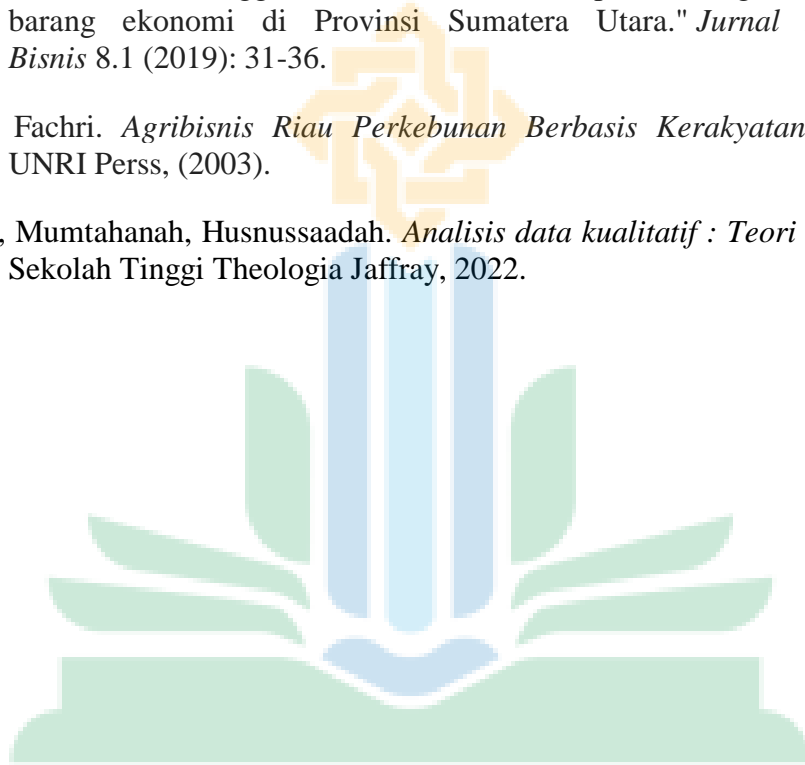 barang ekonomi di Provinsi Sumatera Utara." Jurnal
Bisnis 8.1 (2019): 31-36.
Fachri. Agribisnis Riau Perkebunan Berbasis Kerakyatan
UNRI Perss, (2003).
, Mumtahanah, Husnussaadah. Analisis data kualitatif : Teori
Sekolah Tinggi Theologia Jaffray, 2022.